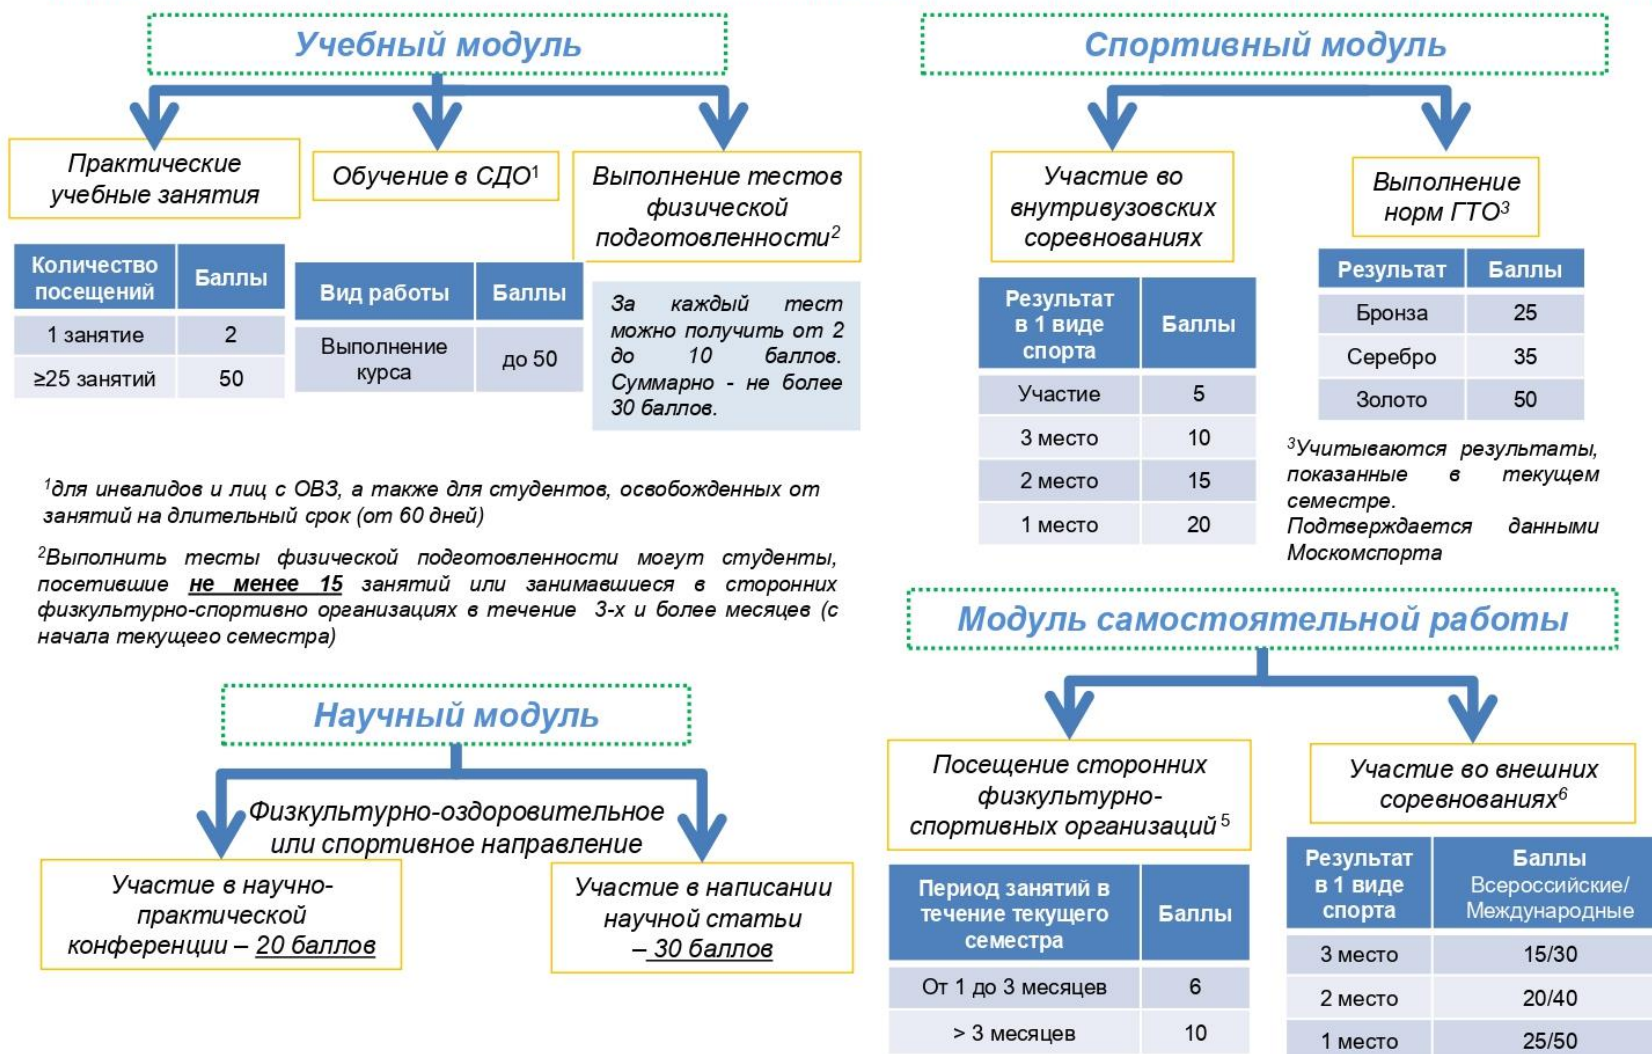 Учебный модуль
Практические
учебные занятия
Обучение в СДО¹
Выполнение тестов
физической
подготовленности²
Количество
посещений
Баллы
1 занятие
2
≥25 занятий
50
Вид работы
Баллы
Выполнение
курса
до 50
За каждый тест
можно получить от 2
до 10 баллов.
Суммарно - не более
30 баллов.
¹для инвалидов и лиц с ОВЗ, а также для студентов, освобожденных от
занятий на длительный срок (от 60 дней)
²Выполнить тесты физической подготовленности могут студенты,
посетившие не менее 15 занятий или занимавшиеся в сторонних
физкультурно-спортивно организациях в течение 3-х и более месяцев (с
начала текущего семестра)
Спортивный модуль
Участие во
внутривузовских
соревнованиях
Выполнение
норм ГТО³
Результат
в 1 виде
спорта
Баллы
Участие
5
3 место
10
2 место
15
1 место
20
Результат
Баллы
Бронза
25
Серебро
35
Золото
50
³Учитываются результаты,
показанные в текущем
семестре.
Подтверждается данными
Москомспорта
Научный модуль
Физкультурно-оздоровительное
или спортивное направление
Участие в научно-
практической
конференции – 20 баллов
Участие в написании
научной статьи
– 30 баллов
Модуль самостоятельной работы
Посещение сторонних
физкультурно-
спортивных организаций ⁵
Участие во внешних
соревнованиях⁶
Период занятий в
течение текущего
семестра
Баллы
От 1 до 3 месяцев
6
> 3 месяцев
10
Результат
в 1 виде
спорта
Баллы
Всероссийские/
Международные
3 место
15/30
2 место
20/40
1 место
25/50